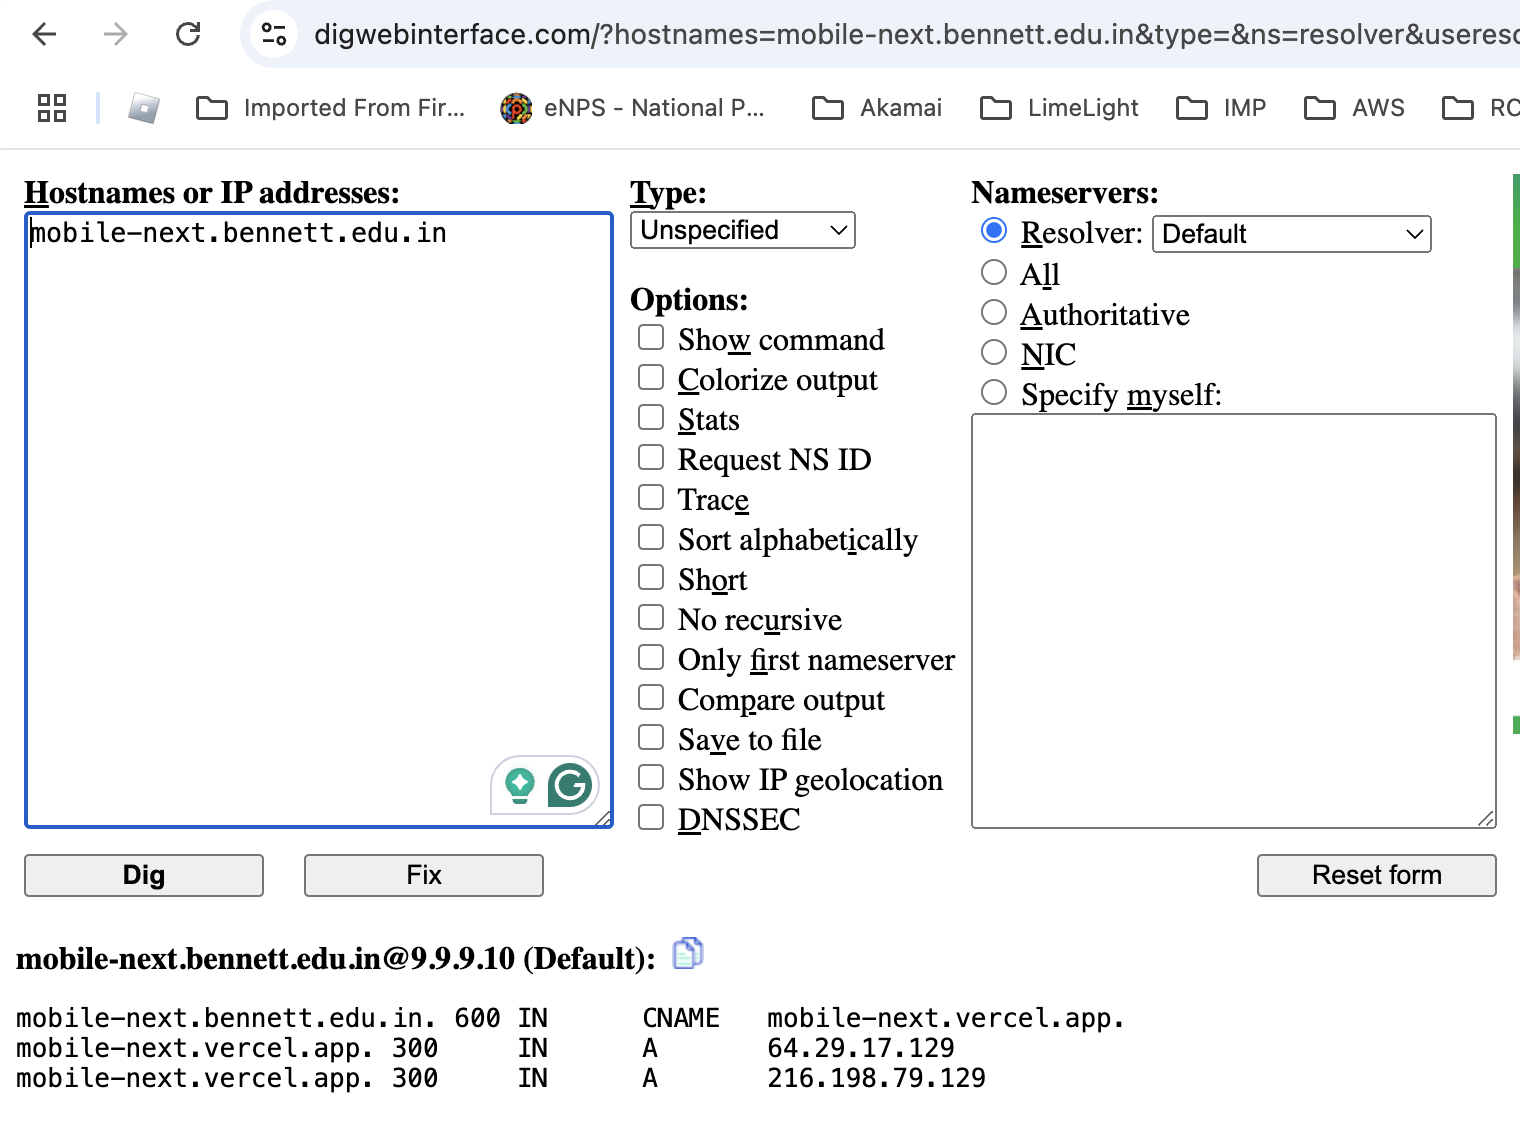 digwebinterface.com/?hostnames=mobile-next.bennett.edu.in&type=&ns=resolver&useres
Imported From Fir... eNPS - National P... Akamai LimeLight IMP AWS
Hostnames or IP addresses:
mobile-next.bennett.edu.in
Type:
Unspecified
Options:
Show command
Colorize output
Stats
Request NS ID
Trace
Sort alphabetically
Short
No recursive
Only first nameserver
Compare output
Save to file
Show IP geolocation
DNSSEC
Nameservers:
Resolver: Default
All
Authoritative
NIC
Specify myself:
Dig Fix Reset form
mobile-next.bennett.edu.in@9.9.9.10 (Default):
mobile-next.bennett.edu.in. 600 IN CNAME mobile-next.vercel.app.
mobile-next.vercel.app. 300 IN A 64.29.17.129
mobile-next.vercel.app. 300 IN A 216.198.79.129